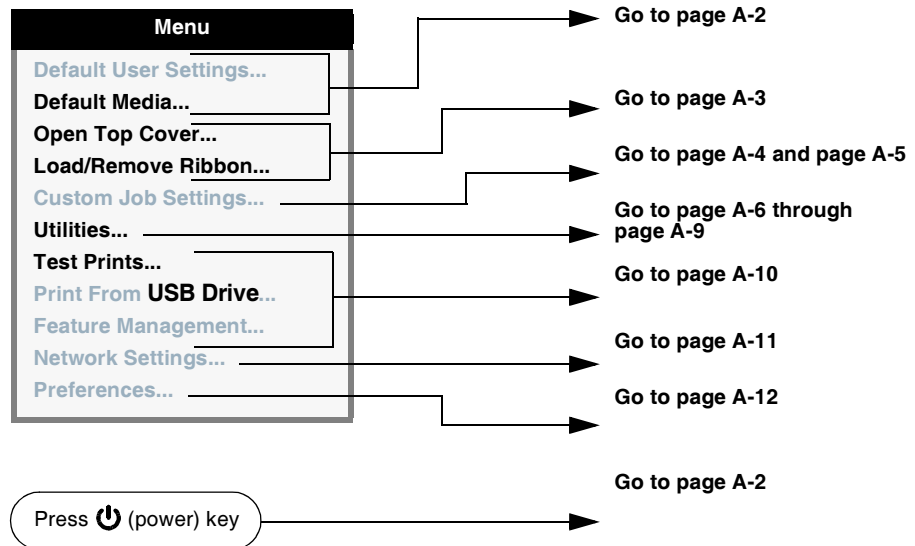 Menu
Default User Settings...
Default Media...
Open Top Cover...
Load/Remove Ribbon...
Custom Job Settings...
Utilities...
Test Prints...
Print From USB Drive...
Feature Management...
Network Settings...
Preferences...
Press (power) key
Go to page A-2
Go to page A-3
Go to page A-4 and page A-5
Go to page A-6 through
page A-9
Go to page A-10
Go to page A-11
Go to page A-12
Go to page A-2